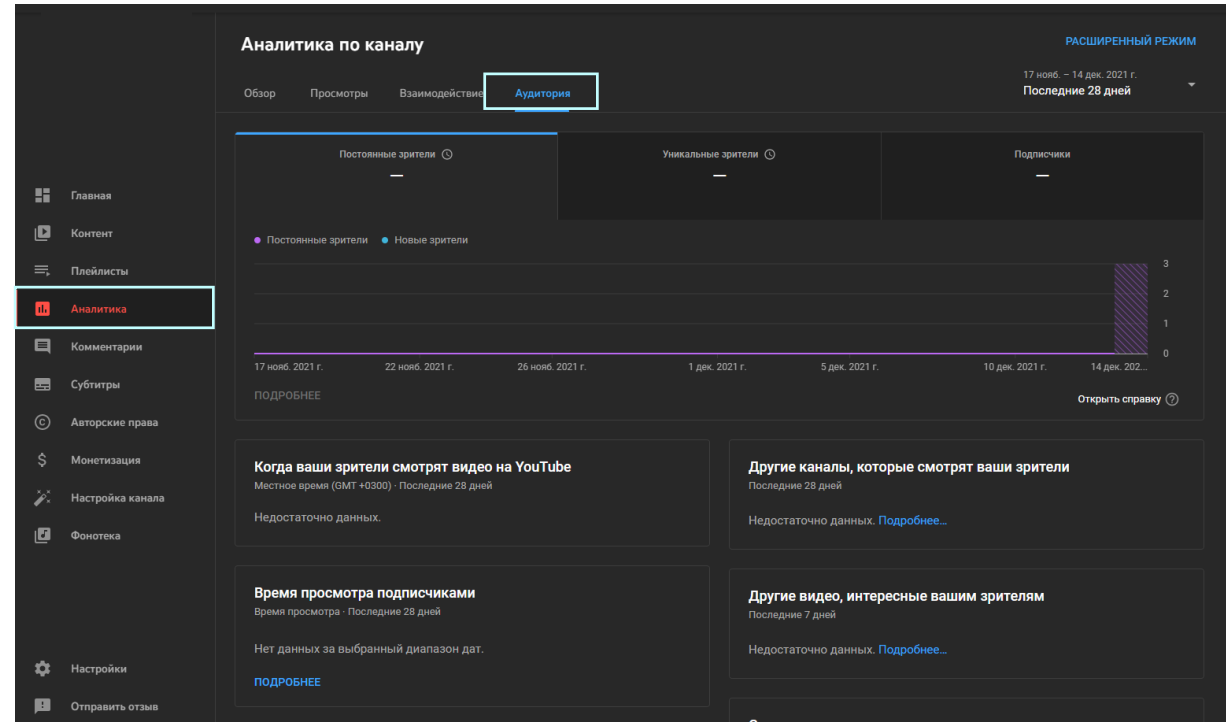 Аналитика по каналу
РАСШИРЕННЫЙ РЕЖИМ
Обзор
Просмотры
Взаимодействие
Аудитория
17 нояб. – 14 дек. 2021 г.
Последние 28 дней
Главная
Контент
Плейлисты
Аналитика
Комментарии
Субтитры
Авторские права
Монетизация
Настройка канала
Фонотека
Настройки
Отправить отзыв
Постоянные зрители
—
Уникальные зрители
—
Подписчики
—
Постоянные зрители
Новые зрители
3
2
1
0
17 нояб. 2021 г.
22 нояб. 2021 г.
26 нояб. 2021 г.
1 дек. 2021 г.
5 дек. 2021 г.
10 дек. 2021 г.
14 дек. 202...
ПОДРОБНЕЕ
Открыть справку
Когда ваши зрители смотрят видео на YouTube
Местное время (GMT +0300) · Последние 28 дней
Недостаточно данных.
Другие каналы, которые смотрят ваши зрители
Последние 28 дней
Недостаточно данных. Подробнее...
Время просмотра подписчиками
Время просмотра · Последние 28 дней
Нет данных за выбранный диапазон дат.
ПОДРОБНЕЕ
Другие видео, интересные вашим зрителям
Последние 7 дней
Недостаточно данных. Подробнее...